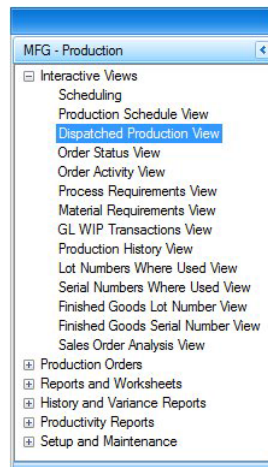 MFG - Production
Interactive Views
Scheduling
Production Schedule View
Dispatched Production View
Order Status View
Order Activity View
Process Requirements View
Material Requirements View
GL WIP Transactions View
Production History View
Lot Numbers Where Used View
Serial Numbers Where Used View
Finished Goods Lot Number View
Finished Goods Serial Number View
Sales Order Analysis View
Production Orders
Reports and Worksheets
History and Variance Reports
Productivity Reports
Setup and Maintenance